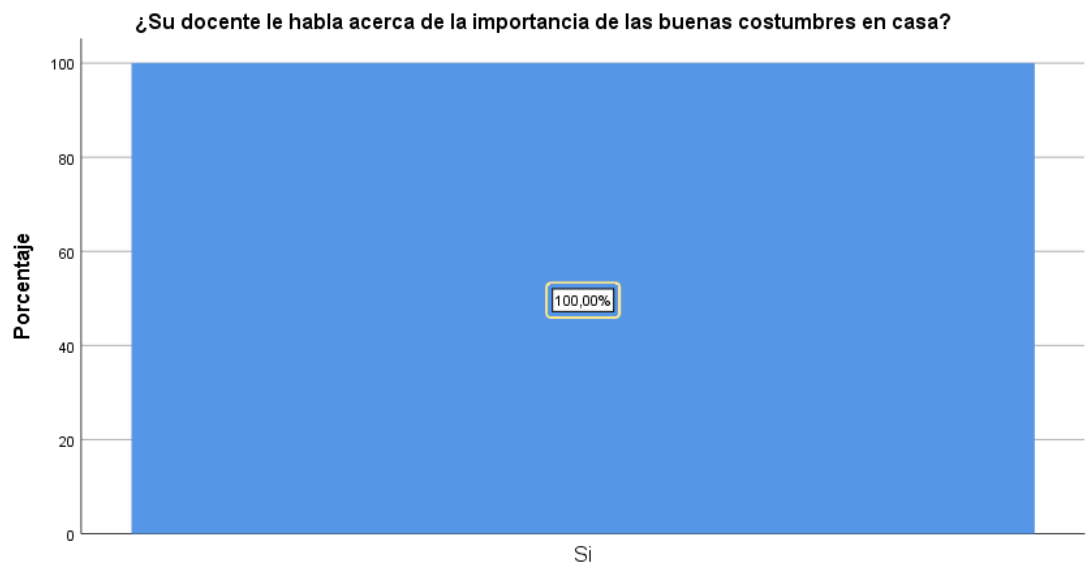 ¿Su docente le habla acerca de la importancia de las buenas costumbres en casa?
Porcentaje
100
80
60
40
20
0
100,00%
Si